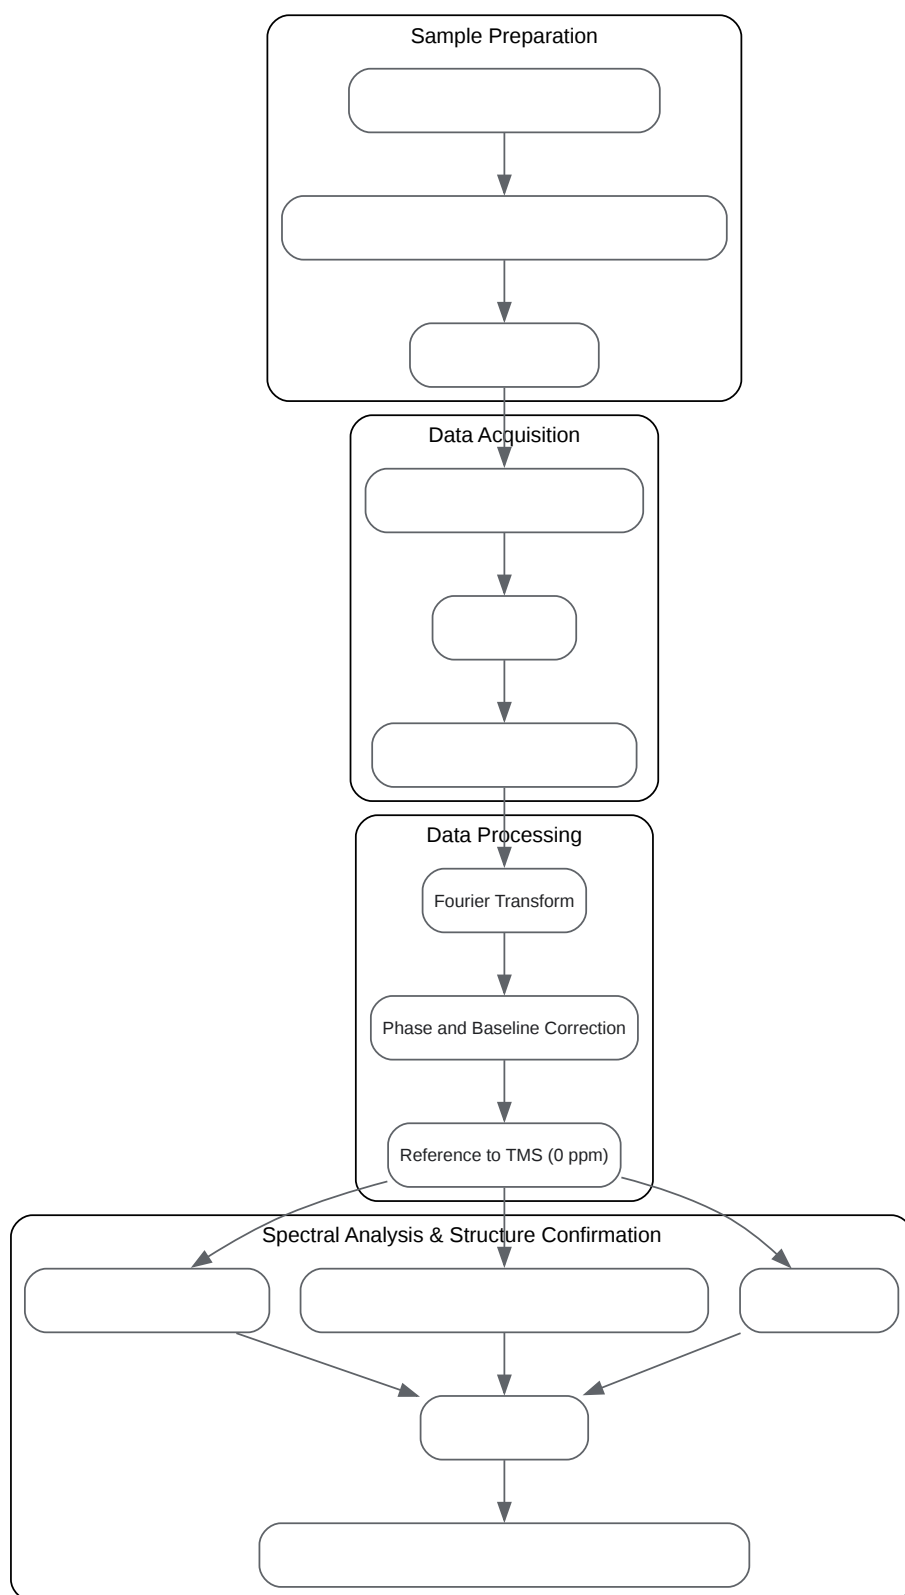 Sample Preparation
Data Acquisition
Data Processing
Fourier Transform
Phase and Baseline Correction
Reference to TMS (0 ppm)
Spectral Analysis & Structure Confirmation